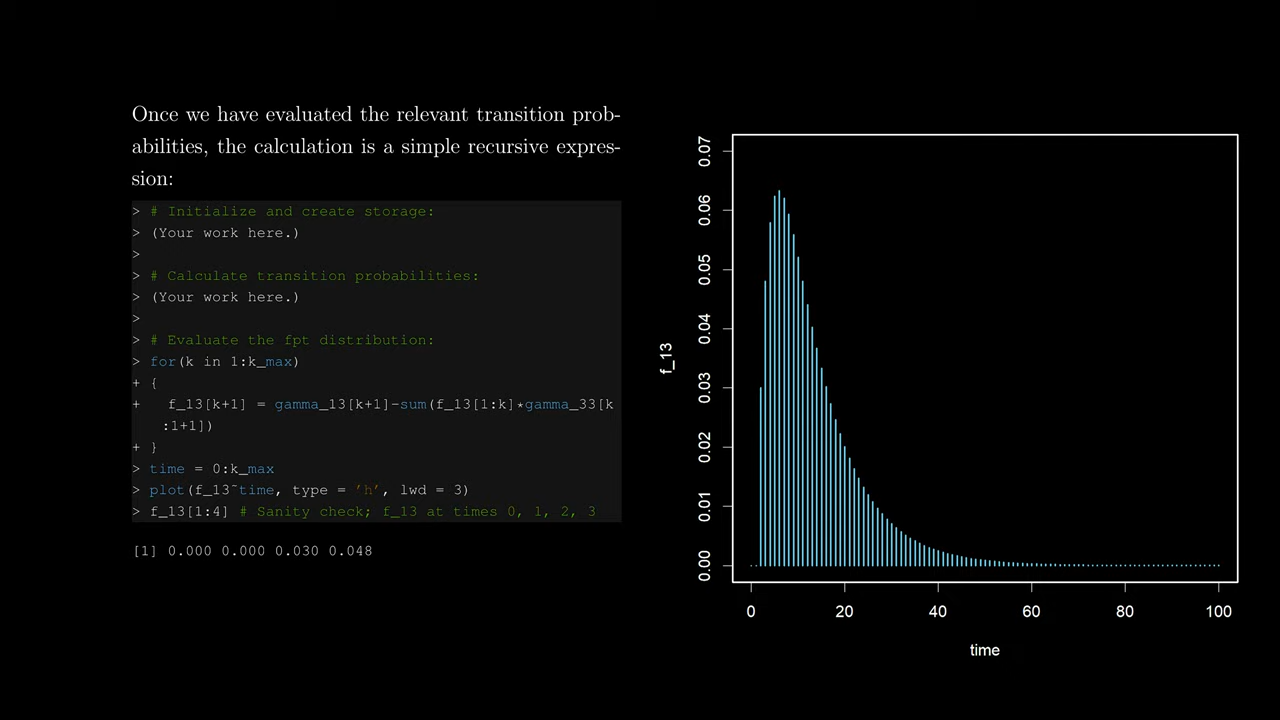 Once we have evaluated the relevant transition prob-
abilities, the calculation is a simple recursive expres-
sion:
> # Initialize and create storage:
> (Your work here.)
>
> # Calculate transition probabilities:
> (Your work here.)
>
> # Evaluate the fpt distribution:
> for(k in 1:k_max)
+ {
+   f_13[k+1] = gamma_13[k+1]-sum(f_13[1:k]*gamma_33[k
:1+1])
+ }
> time = 0:k_max
> plot(f_13~time, type = 'h', lwd = 3)
> f_13[1:4] # Sanity check; f_13 at times 0, 1, 2, 3
[1] 0.000 0.000 0.030 0.048
0.07
0.06
0.05
0.04
0.03
0.02
0.01
0.00
f_13
0 20 40 60 80 100
time